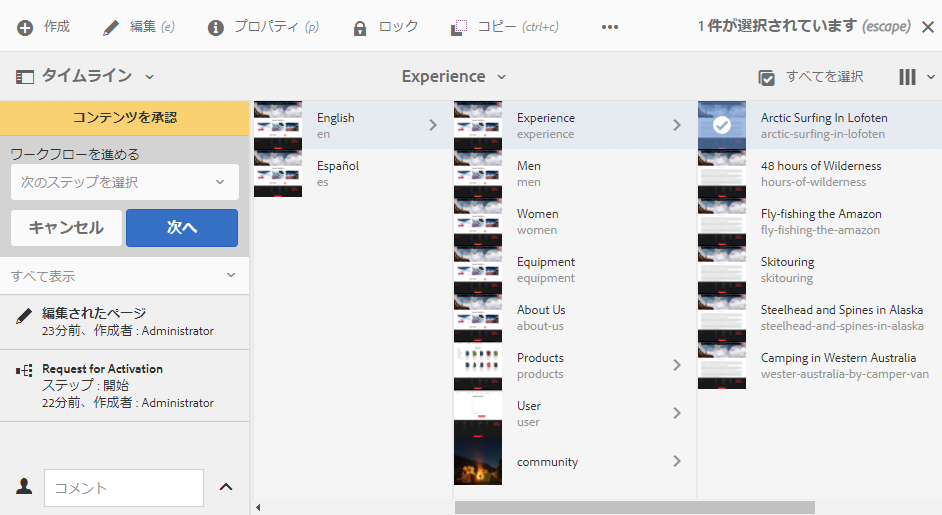 作成
編集 (e)
プロパティ (p)
ロック
コピー (ctrl+c)
1 件が選択されています (escape)
タイムライン
Experience
すべてを選択
コンテンツを承認
ワークフローを進める
次のステップを選択
キャンセル
次へ
すべて表示
編集されたページ
23分前、作成者 : Administrator
Request for Activation
ステップ : 開始
22分前、作成者 : Administrator
コメント
English
en
Español
es
Experience
experience
Men
men
Women
women
Equipment
equipment
About Us
about-us
Products
products
User
user
community
Arctic Surfing In Lofoten
arctic-surfing-in-lofoten
48 hours of Wilderness
hours-of-wilderness
Fly-fishing the Amazon
fly-fishing-the-amazon
Skitouring
skitouring
Steelhead and Spines in Alaska
steelhead-and-spines-in-alaska
Camping in Western Australia
wester-australia-by-camper-van